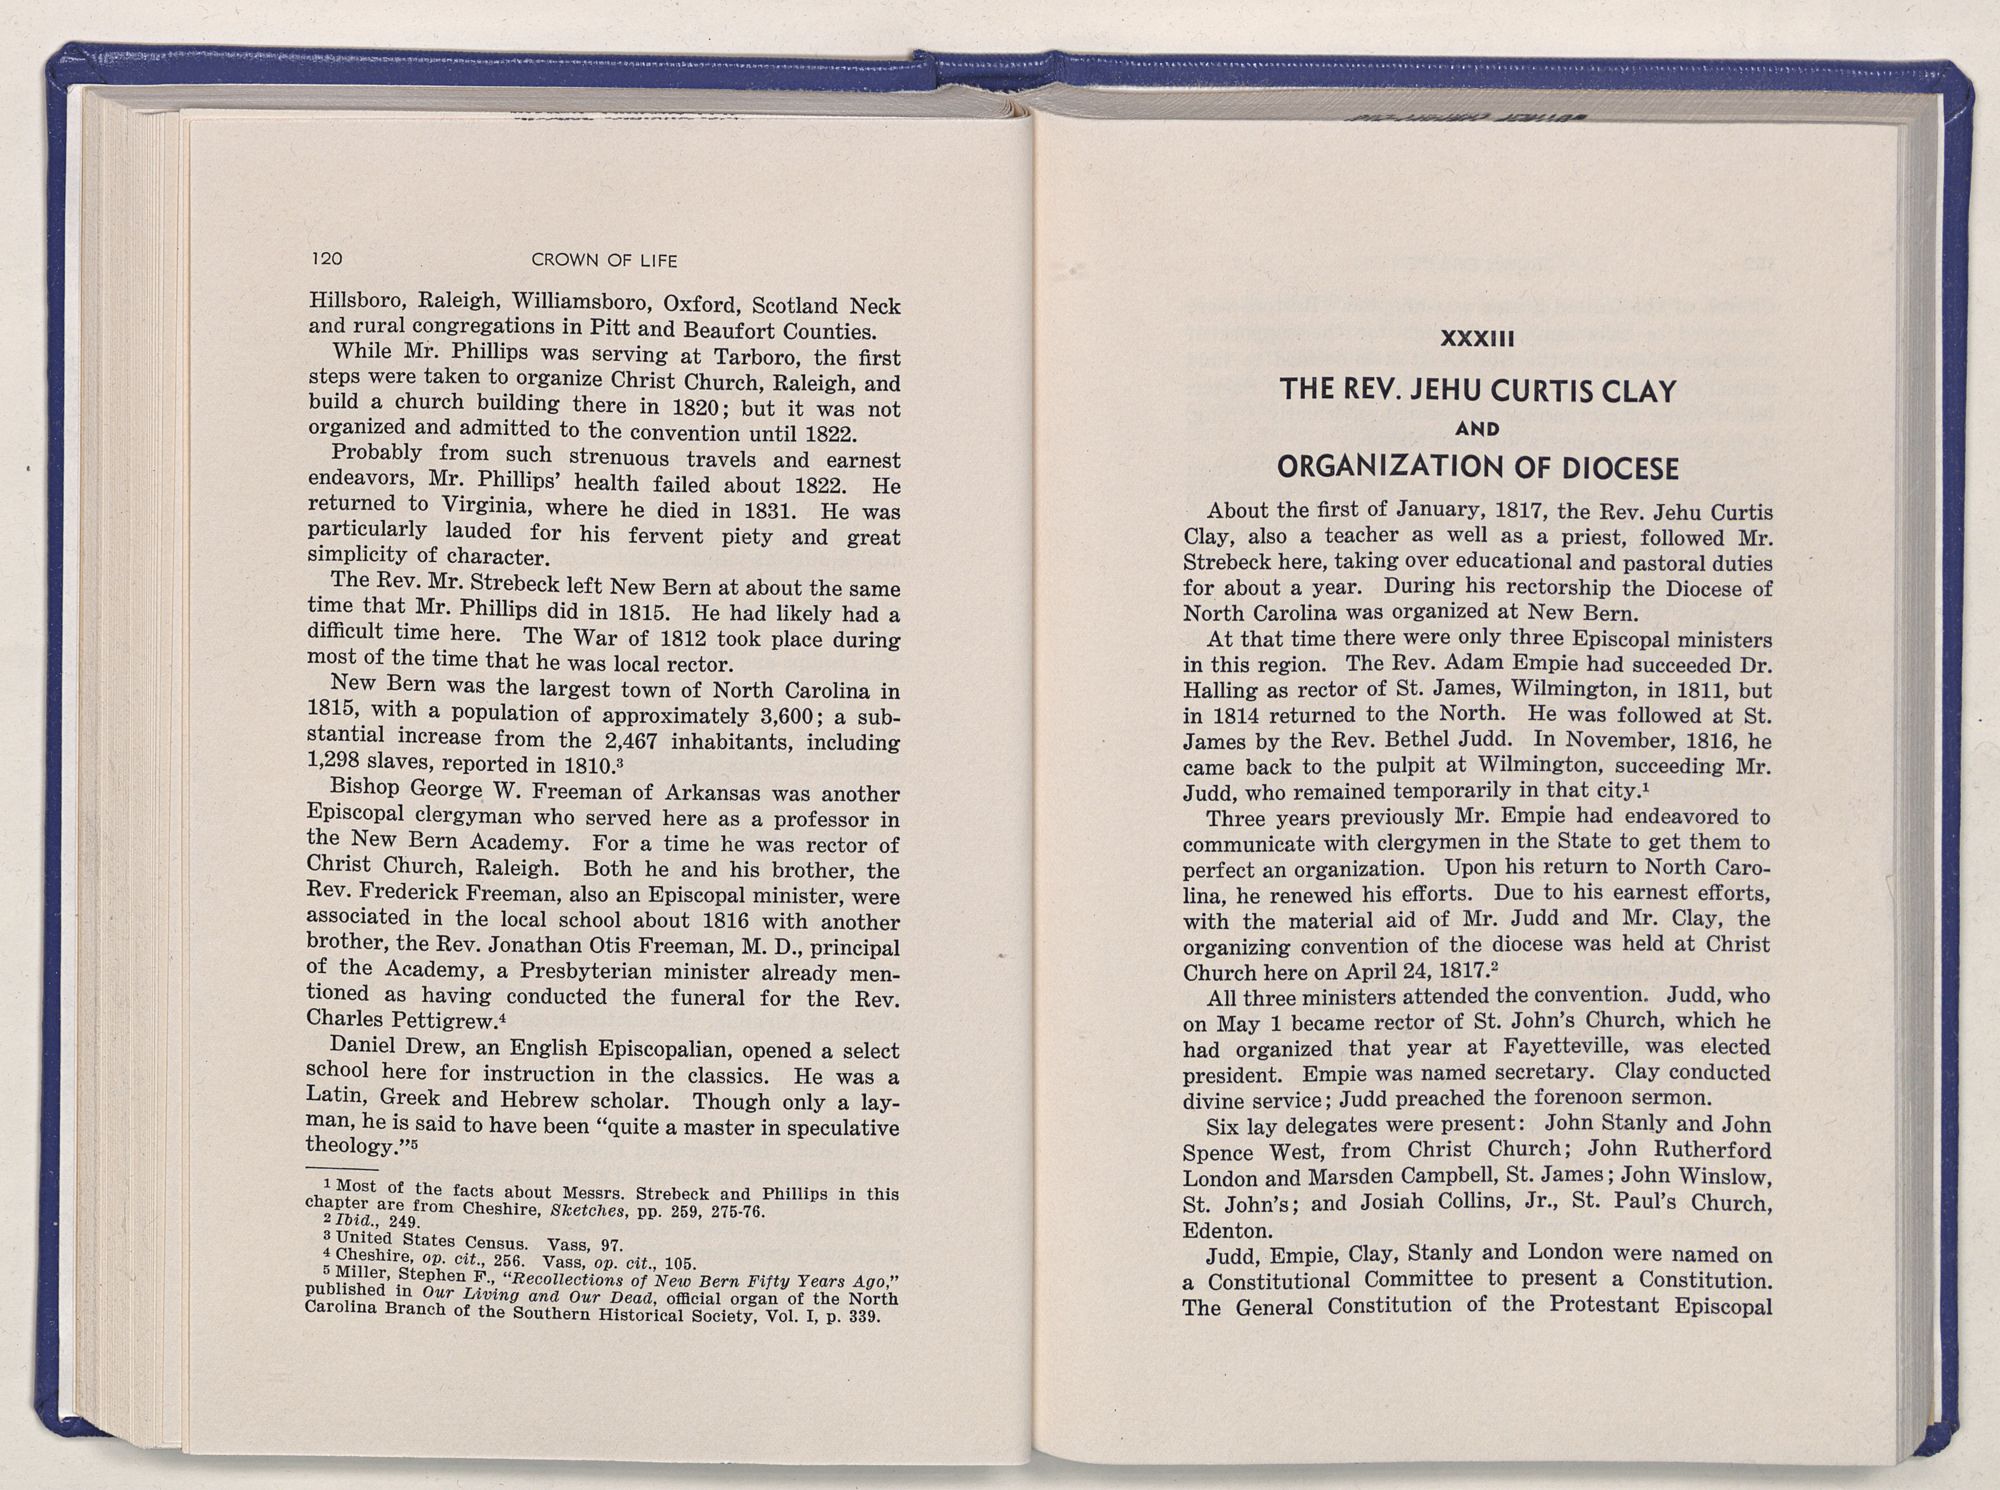 120 CROWN OF LIFE
Hillsboro, Raleigh, Williamsboro, Oxford, Scotland Neck
and rural congregations in Pitt and Beaufort Counties.
While Mr. Phillips was serving at Tarboro, the first
steps were taken to organize Christ Church, Raleigh, and
build a church building there in 1820; but it was not
organized and admitted to the convention until 1822.
Probably from such strenuous travels and earnest
endeavors, Mr. Phillips' health failed about 1822. He
returned to Virginia, where he died in 1831. He was
particularly lauded for his fervent piety and great
simplicity of character.
The Rev. Mr. Strebeck left New Bern at about the same
time that Mr. Phillips did in 1815. He had likely had a
difficult time here. The War of 1812 took place during
most of the time that he was local rector.
New Bern was the largest town of North Carolina in
1815, with a population of approximately 3,600; a sub-
stantial increase from the 2,467 inhabitants, including
1,298 slaves, reported in 1810.³
Bishop George W. Freeman of Arkansas was another
Episcopal clergyman who served here as a professor in
the New Bern Academy. For a time he was rector of
Christ Church, Raleigh. Both he and his brother, the
Rev. Frederick Freeman, also an Episcopal minister, were
associated in the local school about 1816 with another
brother, the Rev. Jonathan Otis Freeman, M. D., principal
of the Academy, a Presbyterian minister already men-
tioned as having conducted the funeral for the Rev.
Charles Pettigrew.⁴
Daniel Drew, an English Episcopalian, opened a select
school here for instruction in the classics. He was a
Latin, Greek and Hebrew scholar. Though only a lay-
man, he is said to have been “quite a master in speculative
theology.”⁵
¹ Most of the facts about Messrs. Strebeck and Phillips in this
chapter are from Cheshire, Sketches, pp. 259, 275-76.
² Ibid., 249.
³ United States Census. Vass, 97.
⁴ Cheshire, op. cit., 256. Vass, op. cit., 105.
⁵ Miller, Stephen F., “Recollections of New Bern Fifty Years Ago,”
published in Our Living and Our Dead, official organ of the North
Carolina Branch of the Southern Historical Society, Vol. I, p. 339.
XXXIII
THE REV. JEHU CURTIS CLAY
AND
ORGANIZATION OF DIOCESE
About the first of January, 1817, the Rev. Jehu Curtis
Clay, also a teacher as well as a priest, followed Mr.
Strebeck here, taking over educational and pastoral duties
for about a year. During his rectorship the Diocese of
North Carolina was organized at New Bern.
At that time there were only three Episcopal ministers
in this region. The Rev. Adam Empie had succeeded Dr.
Halling as rector of St. James, Wilmington, in 1811, but
in 1814 returned to the North. He was followed at St.
James by the Rev. Bethel Judd. In November, 1816, he
came back to the pulpit at Wilmington, succeeding Mr.
Judd, who remained temporarily in that city.¹
Three years previously Mr. Empie had endeavored to
communicate with clergymen in the State to get them to
perfect an organization. Upon his return to North Caro-
lina, he renewed his efforts. Due to his earnest efforts,
with the material aid of Mr. Judd and Mr. Clay, the
organizing convention of the diocese was held at Christ
Church here on April 24, 1817.²
All three ministers attended the convention. Judd, who
on May 1 became rector of St. John's Church, which he
had organized that year at Fayetteville, was elected
president. Empie was named secretary. Clay conducted
divine service; Judd preached the forenoon sermon.
Six lay delegates were present: John Stanly and John
Spence West, from Christ Church; John Rutherford
London and Marsden Campbell, St. James; John Winslow,
St. John's; and Josiah Collins, Jr., St. Paul's Church,
Edenton.
Judd, Empie, Clay, Stanly and London were named on
a Constitutional Committee to present a Constitution.
The General Constitution of the Protestant Episcopal